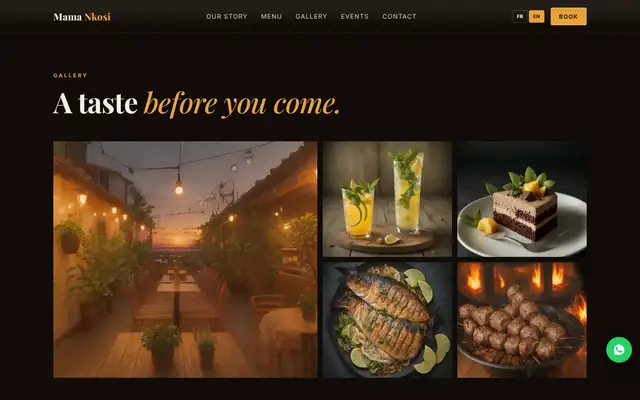 Mama Nkosi
OUR STORY MENU GALLERY EVENTS CONTACT
FR EN
BOOK
GALLERY
A taste before you come.